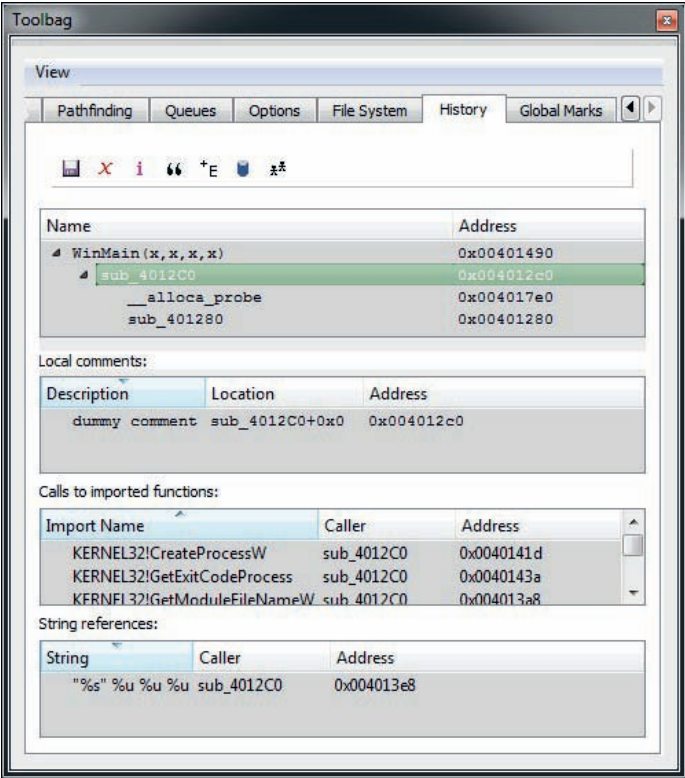 Toolbag
View
Pathfinding Queues Options File System History Global Marks
x i “ +E
Name Address
WinMain(x,x,x,x) 0x00401490
sub_4012C0 0x004012c0
__alloca_probe 0x004017e0
sub_401280 0x00401280
Local comments:
Description Location Address
dummy comment sub_4012C0+0x0 0x004012c0
Calls to imported functions:
Import Name Caller Address
KERNEL32!CreateProcessW sub_4012C0 0x0040141d
KERNEL32!GetExitCodeProcess sub_4012C0 0x0040143a
KERNEL32!GetModuleFileNameW sub_4012C0 0x004013a8
String references:
String Caller Address
"%s" %u %u %u sub_4012C0 0x004013e8